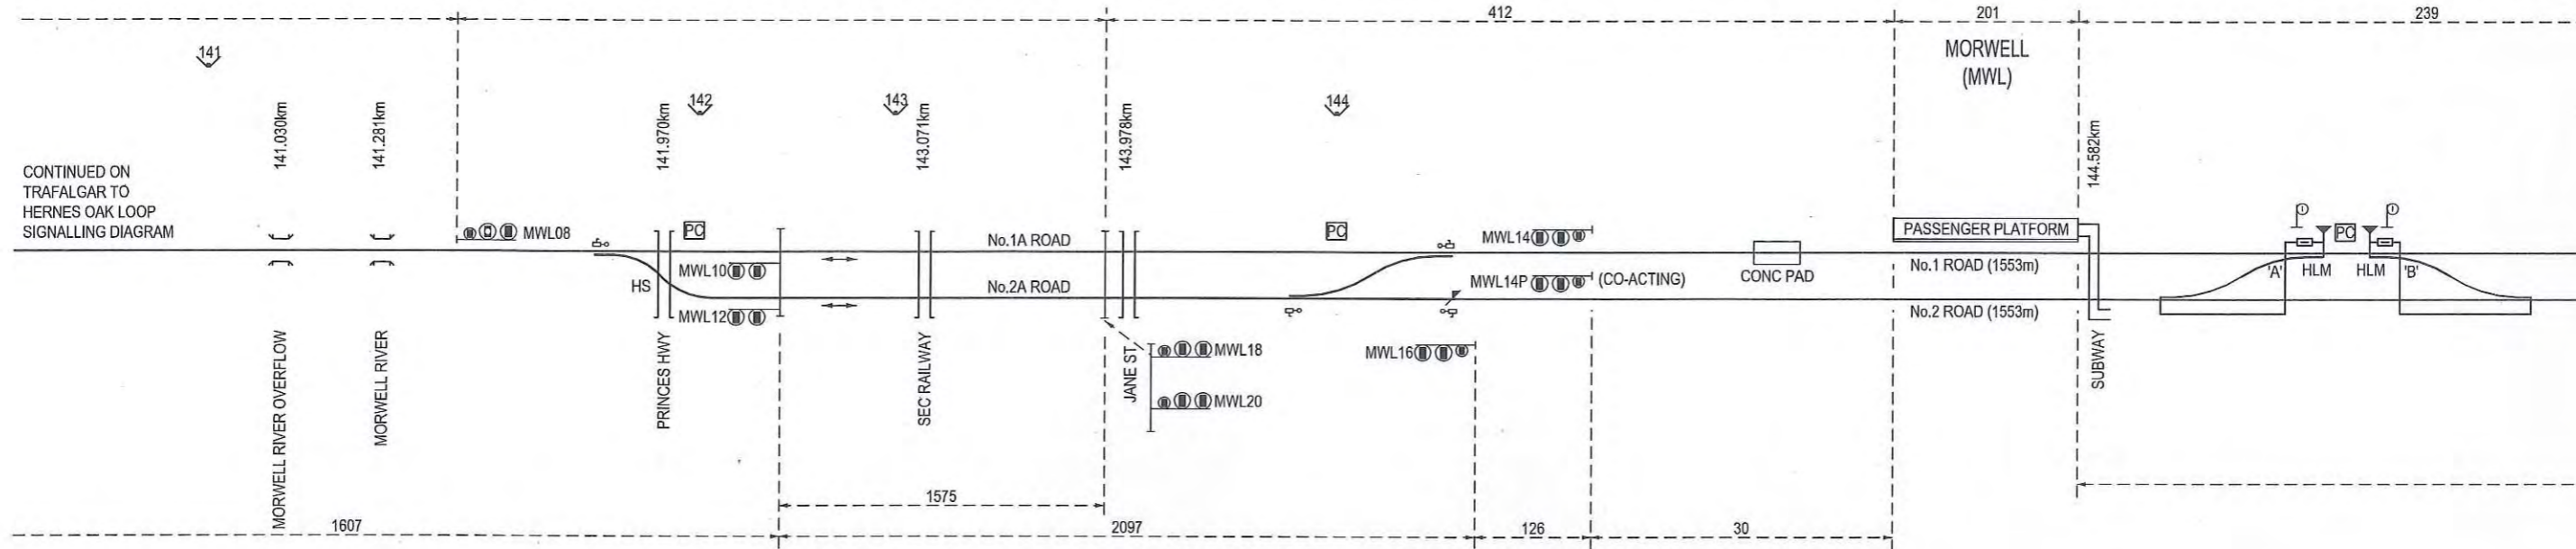 412
201
239
MORWELL
(MWL)
141
142
143
144
141.030km
141.281km
141.970km
143.071km
143.978km
144.582km
CONTINUED ON
TRAFALGAR TO
HERNES OAK LOOP
SIGNALLING DIAGRAM
MWL08
PC
No.1A ROAD
PC
MWL14
PASSENGER PLATFORM
PC
MWL10
HS
No.2A ROAD
MWL14P
(CO-ACTING)
CONC PAD
No.1 ROAD (1553m)
'A'
HLM
HLM
'B'
MWL12
No.2 ROAD (1553m)
MWL18
MWL16
MWL20
MORWELL RIVER OVERFLOW
MORWELL RIVER
PRINCES HWY
SEC RAILWAY
JANE ST
SUBWAY
1575
1607
2097
126
30